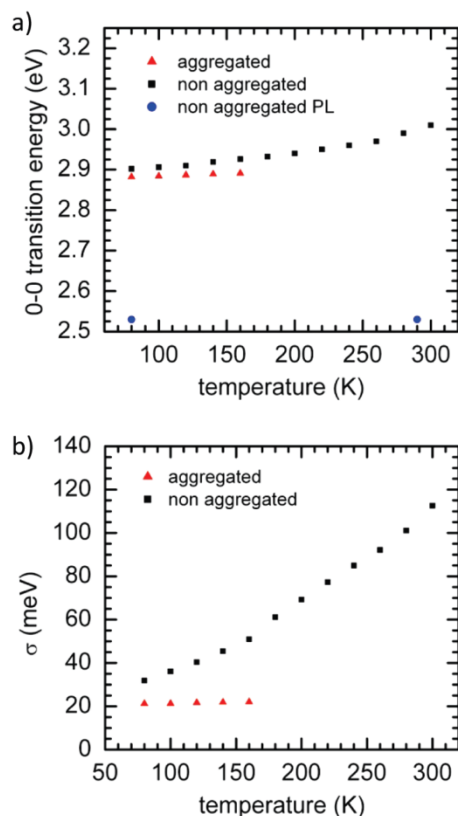 a)
3.2
3.1
3.0
2.9
2.8
2.7
2.6
2.5
0-0 transition energy (eV)
aggregated
non aggregated
non aggregated PL
100 150 200 250 300
temperature (K)
b)
140
120
100
80
60
40
20
0
σ (meV)
aggregated
non aggregated
50 100 150 200 250 300
temperature (K)